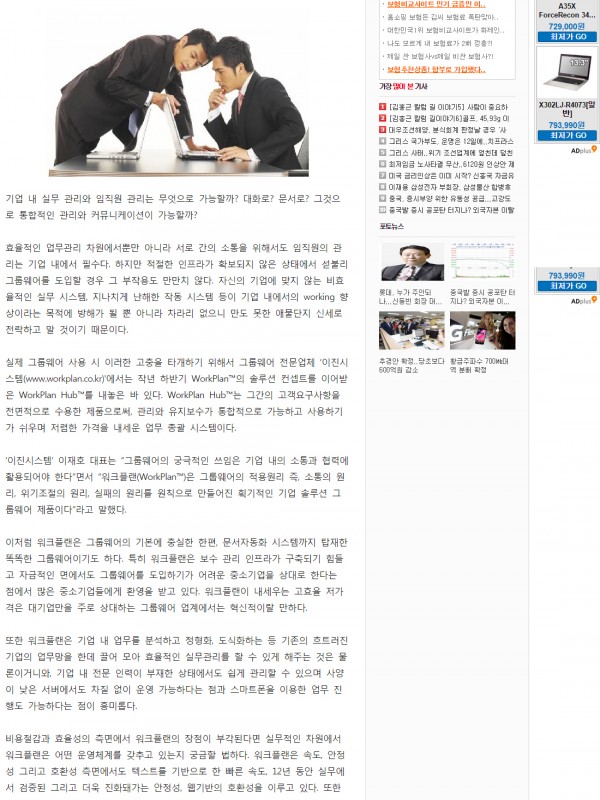 기업 내 실무 관리와 임직원 관리는 무엇으로 가능할까? 대화로? 문서로? 그것으
로 통합적인 관리와 커뮤니케이션이 가능할까?
효율적인 업무관리 차원에서뿐만 아니라 서로 간의 소통을 위해서도 임직원의 관
리는 기업 내에서 필수다. 하지만 적절한 인프라가 확보되지 않은 상태에서 섣불리
그룹웨어를 도입할 경우 그 부작용도 만만치 않다. 자신의 기업에 맞지 않는 비효
율적인 실무 시스템, 지나치게 난해한 작동 시스템 등이 기업 내에서의 working 향
상이라는 목적에 방해가 될 뿐 아니라 차라리 없으니 만도 못한 애물단지 신세로
전락하고 말 것이기 때문이다.
실제 그룹웨어 사용 시 이러한 고충을 타개하기 위해서 그룹웨어 전문업체 '이진시
스템(www.workplan.co.kr)'에서는 작년 하반기 WorkPlan™의 솔루션 컨셉트를 이어받
은 WorkPlan Hub™를 내놓은 바 있다. WorkPlan Hub™는 그간의 고객요구사항을
전면적으로 수용한 제품으로써, 관리와 유지보수가 통합적으로 가능하고 사용하기
가 쉬우며 저렴한 가격을 내세운 업무 총괄 시스템이다.
'이진시스템' 이재호 대표는 "그룹웨어의 궁극적인 쓰임은 기업 내의 소통과 협력에
활용되어야 한다"면서 "워크플랜(WorkPlan™)은 그룹웨어의 적용원리 즉, 소통의 원
리, 위기조절의 원리, 실패의 원리를 원칙으로 만들어진 획기적인 기업 솔루션 그
룹웨어 제품이다"라고 말했다.
이처럼 워크플랜은 그룹웨어의 기본에 충실한 한편, 문서자동화 시스템까지 탑재한
똑똑한 그룹웨어이기도 하다. 특히 워크플랜은 보수 관리 인프라가 구축되기 힘들
고 자금적인 면에서도 그룹웨어를 도입하기가 어려운 중소기업을 상대로 한다는
점에서 많은 중소기업들에게 환영을 받고 있다. 워크플랜이 내세우는 고효율 저가
격은 대기업만을 주로 상대하는 그룹웨어 업계에서는 혁신적이랄 만하다.
또한 워크플랜은 기업 내 업무를 분석하고 정형화, 도식화하는 등 기존의 흐트러진
기업의 업무망을 한데 끌어 모아 효율적인 실무관리를 할 수 있게 해주는 것은 물
론이거니와, 기업 내 전문 인력이 부재한 상태에서도 쉽게 관리할 수 있으며 사양
이 낮은 서버에서도 차질 없이 운영 가능하다는 점과 스마트폰을 이용한 업무 진
행도 가능하다는 점이 흥미롭다.
비용절감과 효율성의 측면에서 워크플랜의 장점이 부각된다면 실무적인 차원에서
워크플랜은 어떤 운영체계를 갖추고 있는지 궁금할 법하다. 워크플랜은 속도, 안정
성 그리고 호환성 측면에서도 텍스트를 기반으로 한 빠른 속도, 12년 동안 실무에
서 검증된 그리고 더욱 진화돼가는 안정성, 웹기반의 호환성을 이루고 있다. 또한
보험비교사이트 인기 급증한 비..
홈쇼핑 보험든 김씨 보험료 폭탄맞아..
대한민국1위 보험비교사이트가 화제인..
나도 모르게 내 보험료가 2배 껑충?!
제일 싼 보험사vs제일 비싼 보험사?!
보험추천상품! 함부로 가입했다..
가장 많이 본 기사
1 [김홍근 칼럼 길 이야기5] 사람이 중요하
2 [김홍근 칼럼 길이야기6]골프, 45,93g 이
3 대우조선해양, 분식회계 판정날 경우 '사
4 그리스 국가부도, 운명은 12일에...치프라스
5 그리스 사태..위기 조선업계에 엎친데 덮친
6 최저임금 노사타결 무산..6120원 인상안 제
7 미국 금리인상은 이미 시작? 신흥국 자금유
8 이재용 삼성전자 부회장, 삼성물산 합병후
9 중국, 증시부양 위한 유동성 공급...고강도
10 중국발 증시 공포탄 터지나? 외국자본 이탈
포토뉴스
롯데, 누가 주인되
나...신동빈 회장 대...
중국발 증시 공포탄 터
지나? 외국자본 이...
추경안 확정..당초보다
600억원 감소
황금주파수 700㎒대
역 분배 확정
A35X
ForceRecon 34...
729,000원
최저가 GO
13.3"
X302LJ-R4073[일
반]
793,990원
최저가 GO
ADplus
793,990원
최저가 GO
ADplus